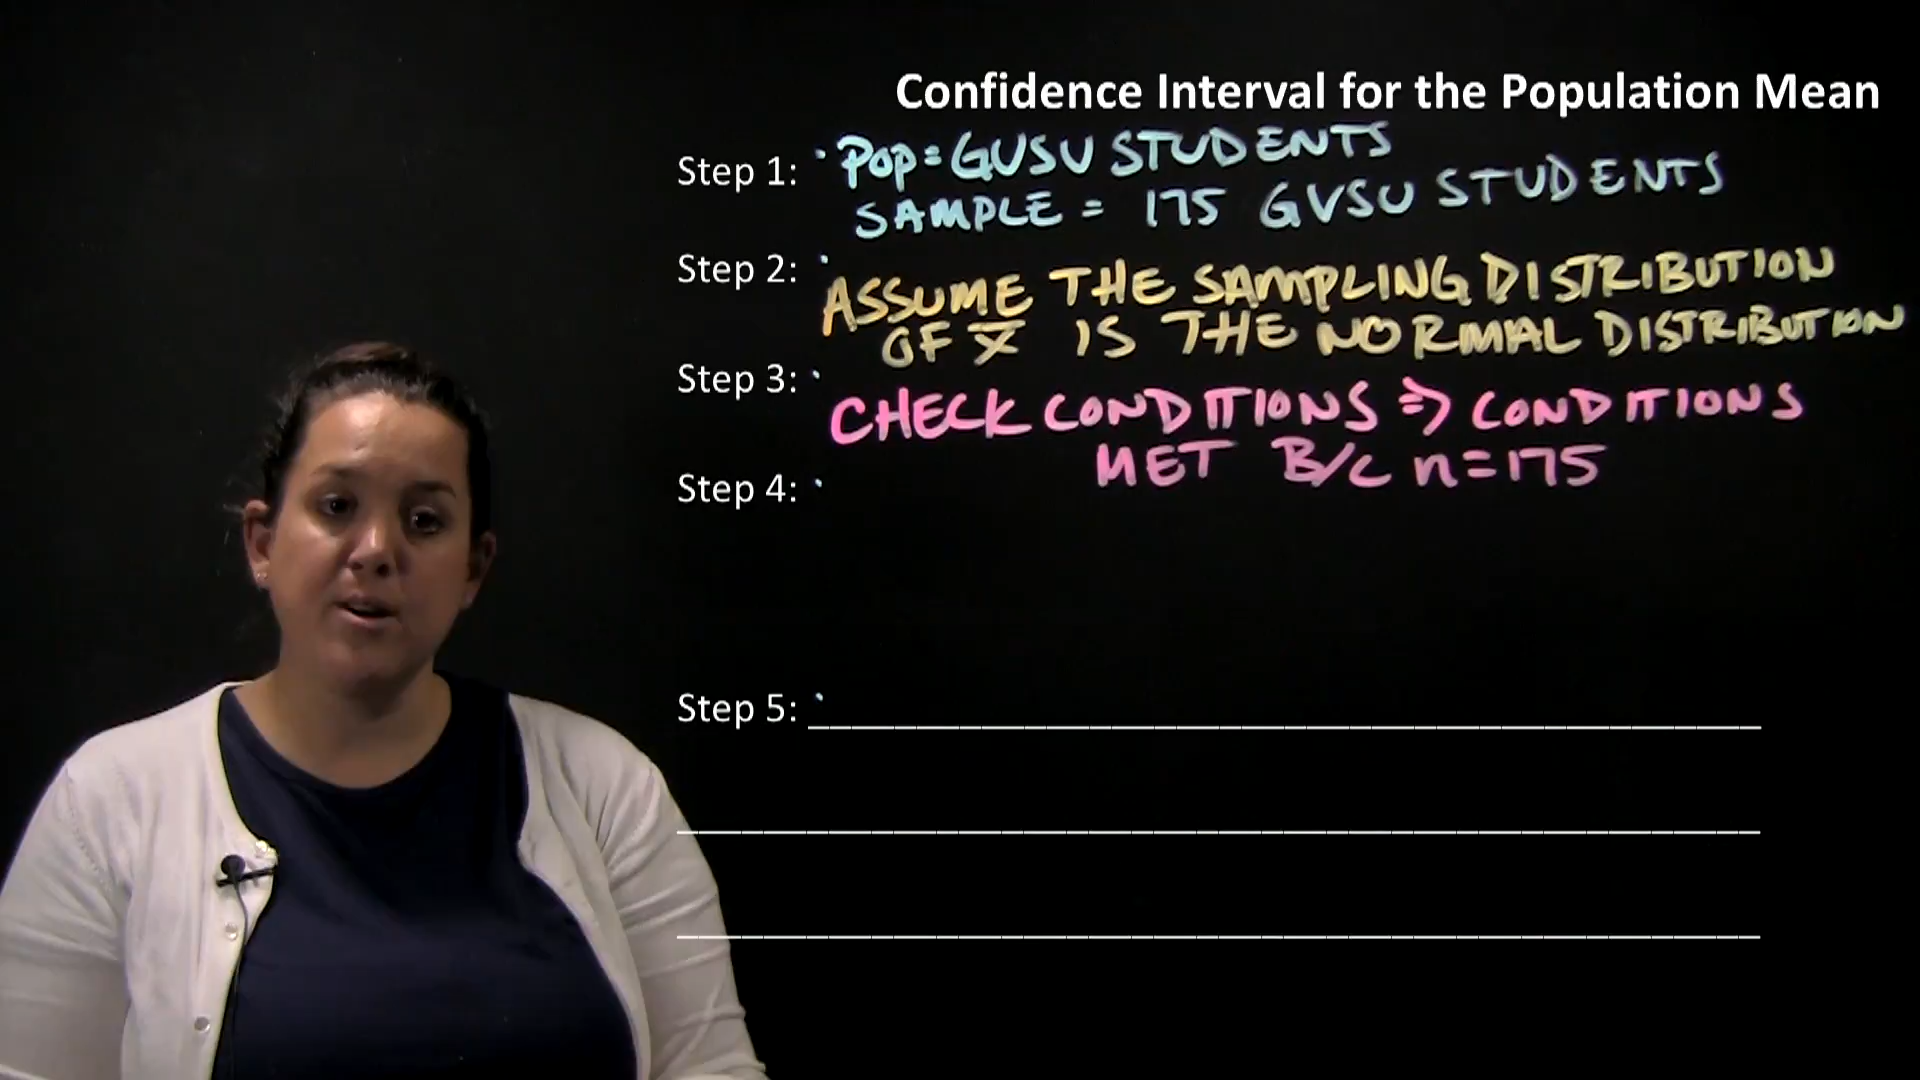 Confidence Interval for the Population Mean
Step 1: • POP = GVSU STUDENTS
SAMPLE = 175 GVSU STUDENTS
Step 2: •
ASSUME THE SAMPLING DISTRIBUTION
OF x̅ IS THE NORMAL DISTRIBUTION
Step 3: •
CHECK CONDITIONS => CONDITIONS
MET B/C n=175
Step 4: •
Step 5: •